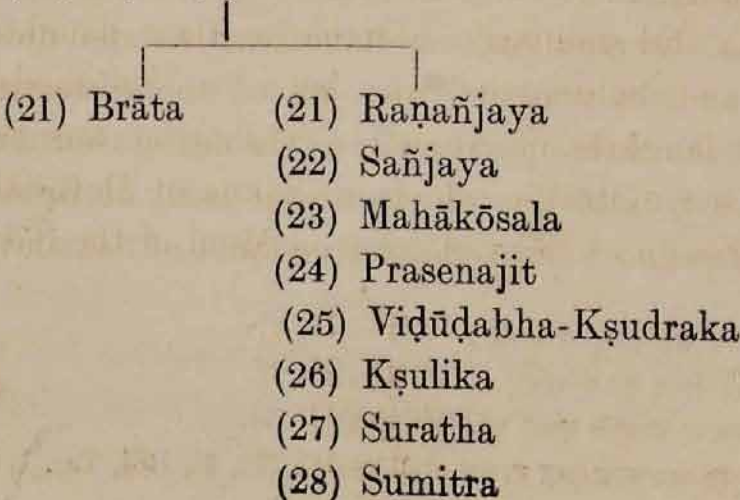 (21) Brāta (21) Raṇañjaya
(22) Sañjaya
(23) Mahākōsala
(24) Prasenajit
(25) Viḍūḍabha-Kṣudraka
(26) Kṣulika
(27) Suratha
(28) Sumitra